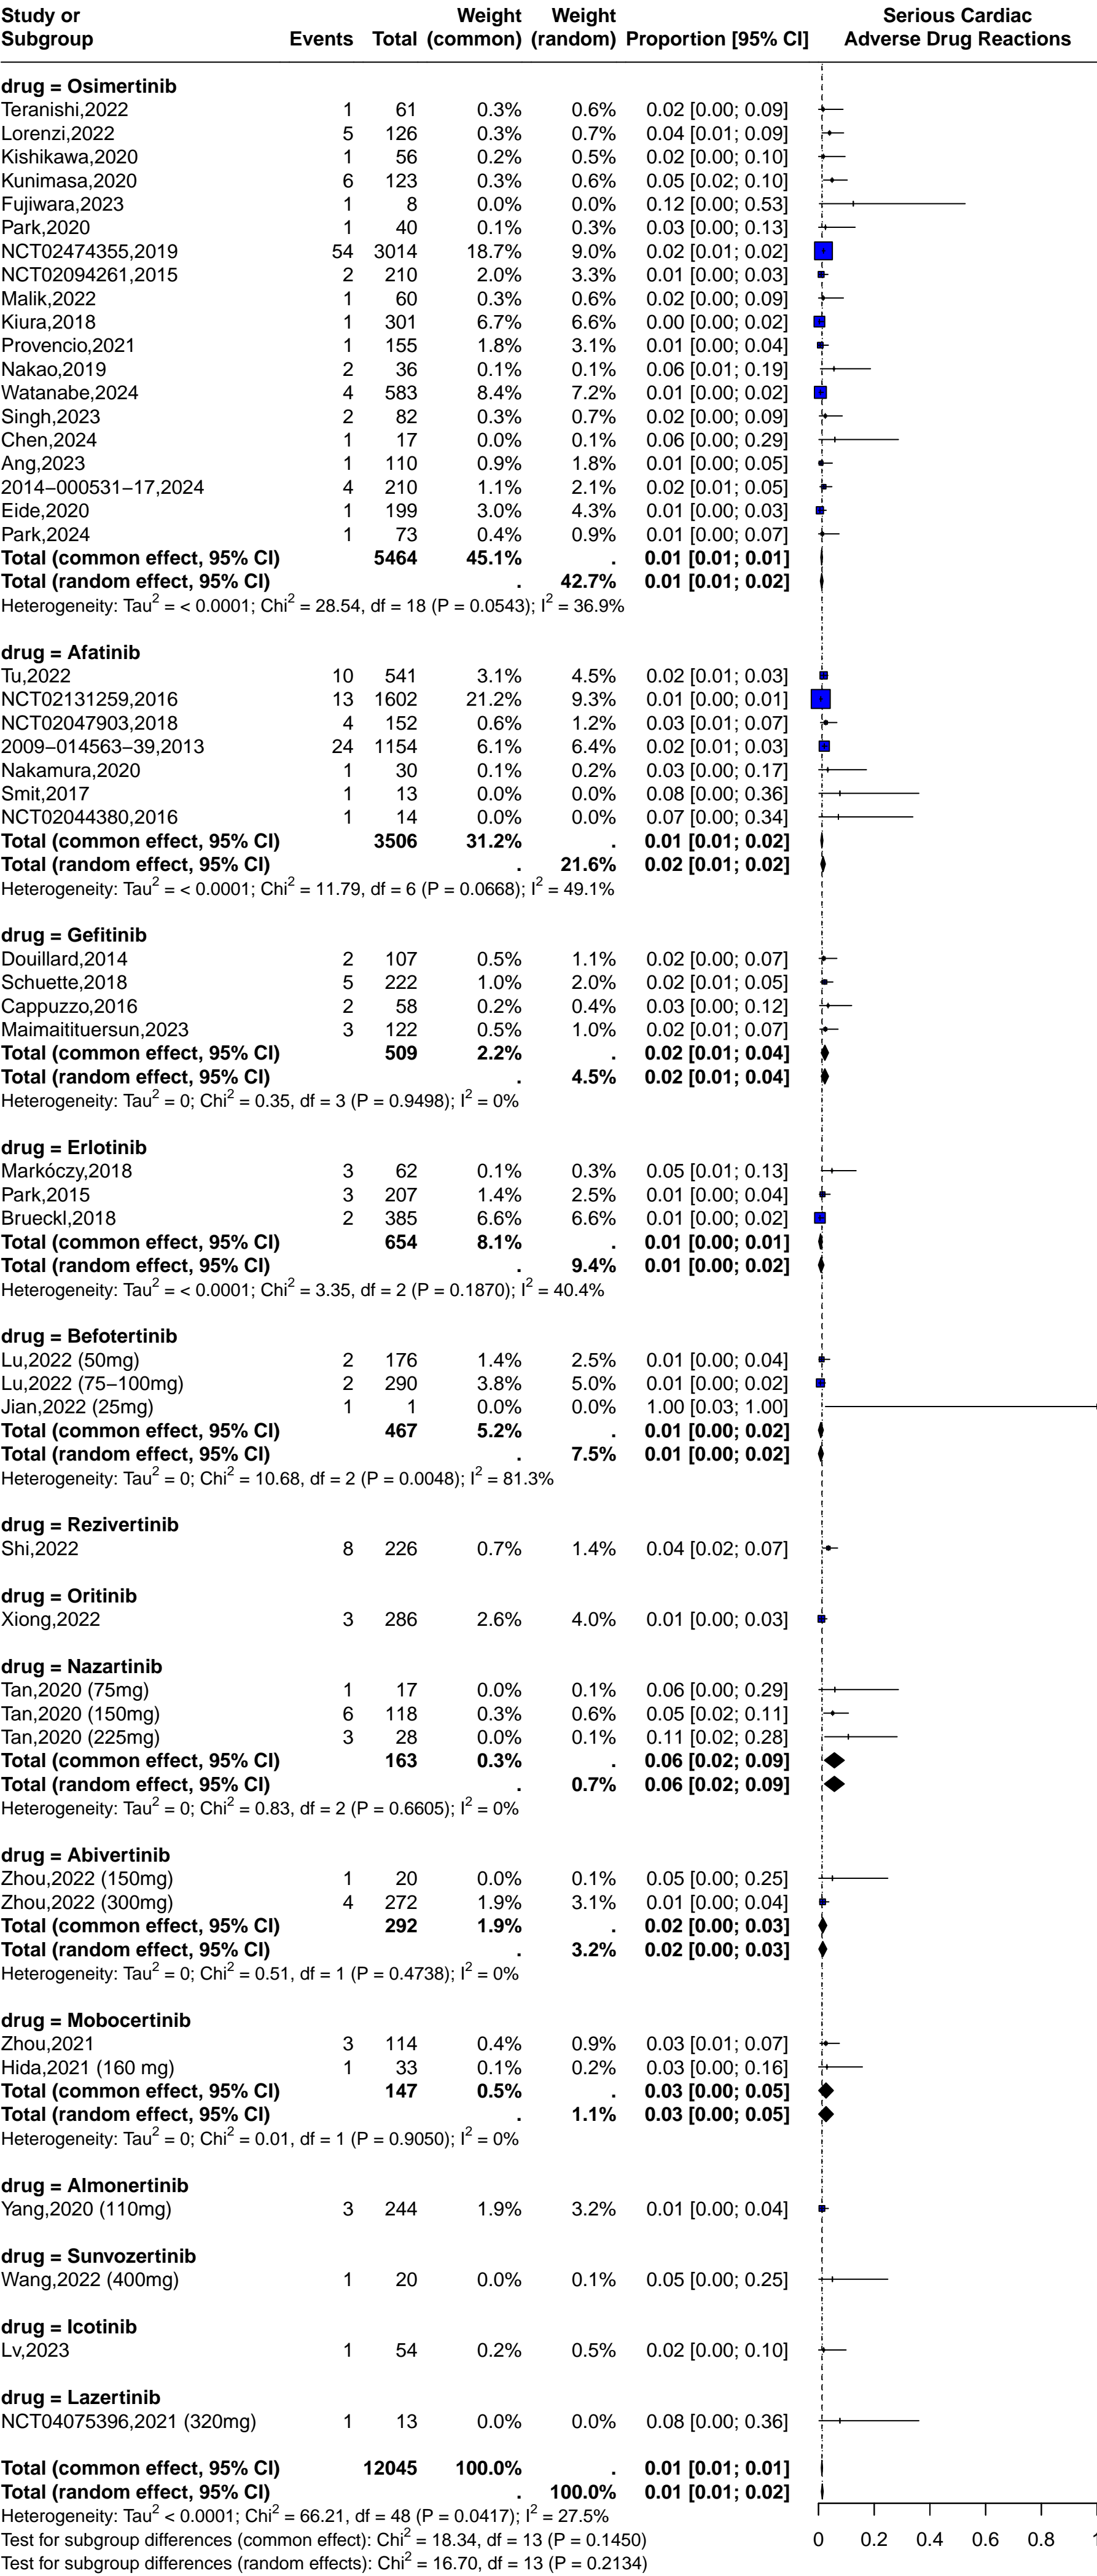 Study or Weight Weight Serious Cardiac
Subgroup Events Total (common) (random) Proportion [95% CI] Adverse Drug Reactions
drug = Osimertinib
Teranishi,2022 1 61 0.3% 0.6% 0.02 [0.00; 0.09]
Lorenzi,2022 5 126 0.3% 0.7% 0.04 [0.01; 0.09]
Kishikawa,2020 1 56 0.2% 0.5% 0.02 [0.00; 0.10]
Kunimasa,2020 6 123 0.3% 0.6% 0.05 [0.02; 0.10]
Fujiwara,2023 1 8 0.0% 0.0% 0.12 [0.00; 0.53]
Park,2020 1 40 0.1% 0.3% 0.03 [0.00; 0.13]
NCT02474355,2019 54 3014 18.7% 9.0% 0.02 [0.01; 0.02]
NCT02094261,2015 2 210 2.0% 3.3% 0.01 [0.00; 0.03]
Malik,2022 1 60 0.3% 0.6% 0.02 [0.00; 0.09]
Kiura,2018 1 301 6.7% 6.6% 0.00 [0.00; 0.02]
Provencio,2021 1 155 1.8% 3.1% 0.01 [0.00; 0.04]
Nakao,2019 2 36 0.1% 0.1% 0.06 [0.01; 0.19]
Watanabe,2024 4 583 8.4% 7.2% 0.01 [0.00; 0.02]
Singh,2023 2 82 0.3% 0.7% 0.02 [0.00; 0.09]
Chen,2024 1 17 0.0% 0.1% 0.06 [0.00; 0.29]
Ang,2023 1 110 0.9% 1.8% 0.01 [0.00; 0.05]
2014−000531−17,2024 4 210 1.1% 2.1% 0.02 [0.01; 0.05]
Eide,2020 1 199 3.0% 4.3% 0.01 [0.00; 0.03]
Park,2024 1 73 0.4% 0.9% 0.01 [0.00; 0.07]
Total (common effect, 95% CI) 5464 45.1% . 0.01 [0.01; 0.01]
Total (random effect, 95% CI) . 42.7% 0.01 [0.01; 0.02]
Heterogeneity: Tau² = < 0.0001; Chi² = 28.54, df = 18 (P = 0.0543); I² = 36.9%
drug = Afatinib
Tu,2022 10 541 3.1% 4.5% 0.02 [0.01; 0.03]
NCT02131259,2016 13 1602 21.2% 9.3% 0.01 [0.00; 0.01]
NCT02047903,2018 4 152 0.6% 1.2% 0.03 [0.01; 0.07]
2009−014563−39,2013 24 1154 6.1% 6.4% 0.02 [0.01; 0.03]
Nakamura,2020 1 30 0.1% 0.2% 0.03 [0.00; 0.17]
Smit,2017 1 13 0.0% 0.0% 0.08 [0.00; 0.36]
NCT02044380,2016 1 14 0.0% 0.0% 0.07 [0.00; 0.34]
Total (common effect, 95% CI) 3506 31.2% . 0.01 [0.01; 0.02]
Total (random effect, 95% CI) . 21.6% 0.02 [0.01; 0.02]
Heterogeneity: Tau² = < 0.0001; Chi² = 11.79, df = 6 (P = 0.0668); I² = 49.1%
drug = Gefitinib
Douillard,2014 2 107 0.5% 1.1% 0.02 [0.00; 0.07]
Schuette,2018 5 222 1.0% 2.0% 0.02 [0.01; 0.05]
Cappuzzo,2016 2 58 0.2% 0.4% 0.03 [0.00; 0.12]
Maimaitituersun,2023 3 122 0.5% 1.0% 0.02 [0.01; 0.07]
Total (common effect, 95% CI) 509 2.2% . 0.02 [0.01; 0.04]
Total (random effect, 95% CI) . 4.5% 0.02 [0.01; 0.04]
Heterogeneity: Tau² = 0; Chi² = 0.35, df = 3 (P = 0.9498); I² = 0%
drug = Erlotinib
Markóczy,2018 3 62 0.1% 0.3% 0.05 [0.01; 0.13]
Park,2015 3 207 1.4% 2.5% 0.01 [0.00; 0.04]
Brueckl,2018 2 385 6.6% 6.6% 0.01 [0.00; 0.02]
Total (common effect, 95% CI) 654 8.1% . 0.01 [0.00; 0.01]
Total (random effect, 95% CI) . 9.4% 0.01 [0.00; 0.02]
Heterogeneity: Tau² = < 0.0001; Chi² = 3.35, df = 2 (P = 0.1870); I² = 40.4%
drug = Befotertinib
Lu,2022 (50mg) 2 176 1.4% 2.5% 0.01 [0.00; 0.04]
Lu,2022 (75−100mg) 2 290 3.8% 5.0% 0.01 [0.00; 0.02]
Jian,2022 (25mg) 1 1 0.0% 0.0% 1.00 [0.03; 1.00]
Total (common effect, 95% CI) 467 5.2% . 0.01 [0.00; 0.02]
Total (random effect, 95% CI) . 7.5% 0.01 [0.00; 0.02]
Heterogeneity: Tau² = 0; Chi² = 10.68, df = 2 (P = 0.0048); I² = 81.3%
drug = Rezivertinib
Shi,2022 8 226 0.7% 1.4% 0.04 [0.02; 0.07]
drug = Oritinib
Xiong,2022 3 286 2.6% 4.0% 0.01 [0.00; 0.03]
drug = Nazartinib
Tan,2020 (75mg) 1 17 0.0% 0.1% 0.06 [0.00; 0.29]
Tan,2020 (150mg) 6 118 0.3% 0.6% 0.05 [0.02; 0.11]
Tan,2020 (225mg) 3 28 0.0% 0.1% 0.11 [0.02; 0.28]
Total (common effect, 95% CI) 163 0.3% . 0.06 [0.02; 0.09]
Total (random effect, 95% CI) . 0.7% 0.06 [0.02; 0.09]
Heterogeneity: Tau² = 0; Chi² = 0.83, df = 2 (P = 0.6605); I² = 0%
drug = Abivertinib
Zhou,2022 (150mg) 1 20 0.0% 0.1% 0.05 [0.00; 0.25]
Zhou,2022 (300mg) 4 272 1.9% 3.1% 0.01 [0.00; 0.04]
Total (common effect, 95% CI) 292 1.9% . 0.02 [0.00; 0.03]
Total (random effect, 95% CI) . 3.2% 0.02 [0.00; 0.03]
Heterogeneity: Tau² = 0; Chi² = 0.51, df = 1 (P = 0.4738); I² = 0%
drug = Mobocertinib
Zhou,2021 3 114 0.4% 0.9% 0.03 [0.01; 0.07]
Hida,2021 (160 mg) 1 33 0.1% 0.2% 0.03 [0.00; 0.16]
Total (common effect, 95% CI) 147 0.5% . 0.03 [0.00; 0.05]
Total (random effect, 95% CI) . 1.1% 0.03 [0.00; 0.05]
Heterogeneity: Tau² = 0; Chi² = 0.01, df = 1 (P = 0.9050); I² = 0%
drug = Almonertinib
Yang,2020 (110mg) 3 244 1.9% 3.2% 0.01 [0.00; 0.04]
drug = Sunvozertinib
Wang,2022 (400mg) 1 20 0.0% 0.1% 0.05 [0.00; 0.25]
drug = Icotinib
Lv,2023 1 54 0.2% 0.5% 0.02 [0.00; 0.10]
drug = Lazertinib
NCT04075396,2021 (320mg) 1 13 0.0% 0.0% 0.08 [0.00; 0.36]
Total (common effect, 95% CI) 12045 100.0% . 0.01 [0.01; 0.01]
Total (random effect, 95% CI) . 100.0% 0.01 [0.01; 0.02]
Heterogeneity: Tau² < 0.0001; Chi² = 66.21, df = 48 (P = 0.0417); I² = 27.5%
Test for subgroup differences (common effect): Chi² = 18.34, df = 13 (P = 0.1450) 0 0.2 0.4 0.6 0.8 1
Test for subgroup differences (random effects): Chi² = 16.70, df = 13 (P = 0.2134)